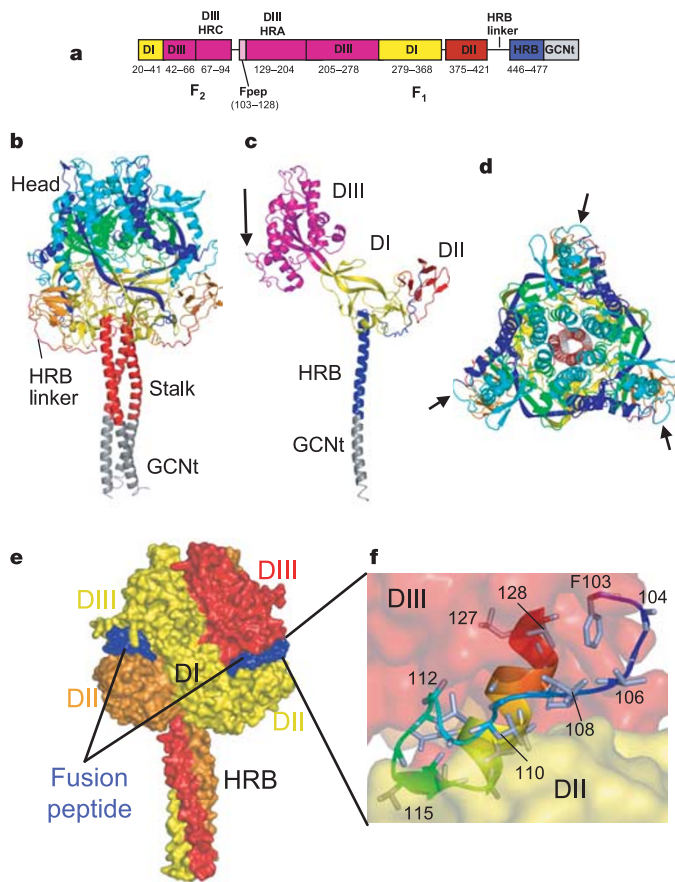 a
DIII DIII HRB
HRC HRA linker
DI DIII DIII DI DII HRB GCNt
20–41 42–66 67–94 129–204 205–278 279–368 375–421 446–477
F2 Fpep F1
(103–128)
b c d
Head
DIII
DI
DII
HRB
linker
Stalk
HRB
GCNt
GCNt
e f
DIII
DIII
DI
DII
DII
Fusion
peptide
HRB
DIII
128
F103
104
127
112
106
108
110
115
DII